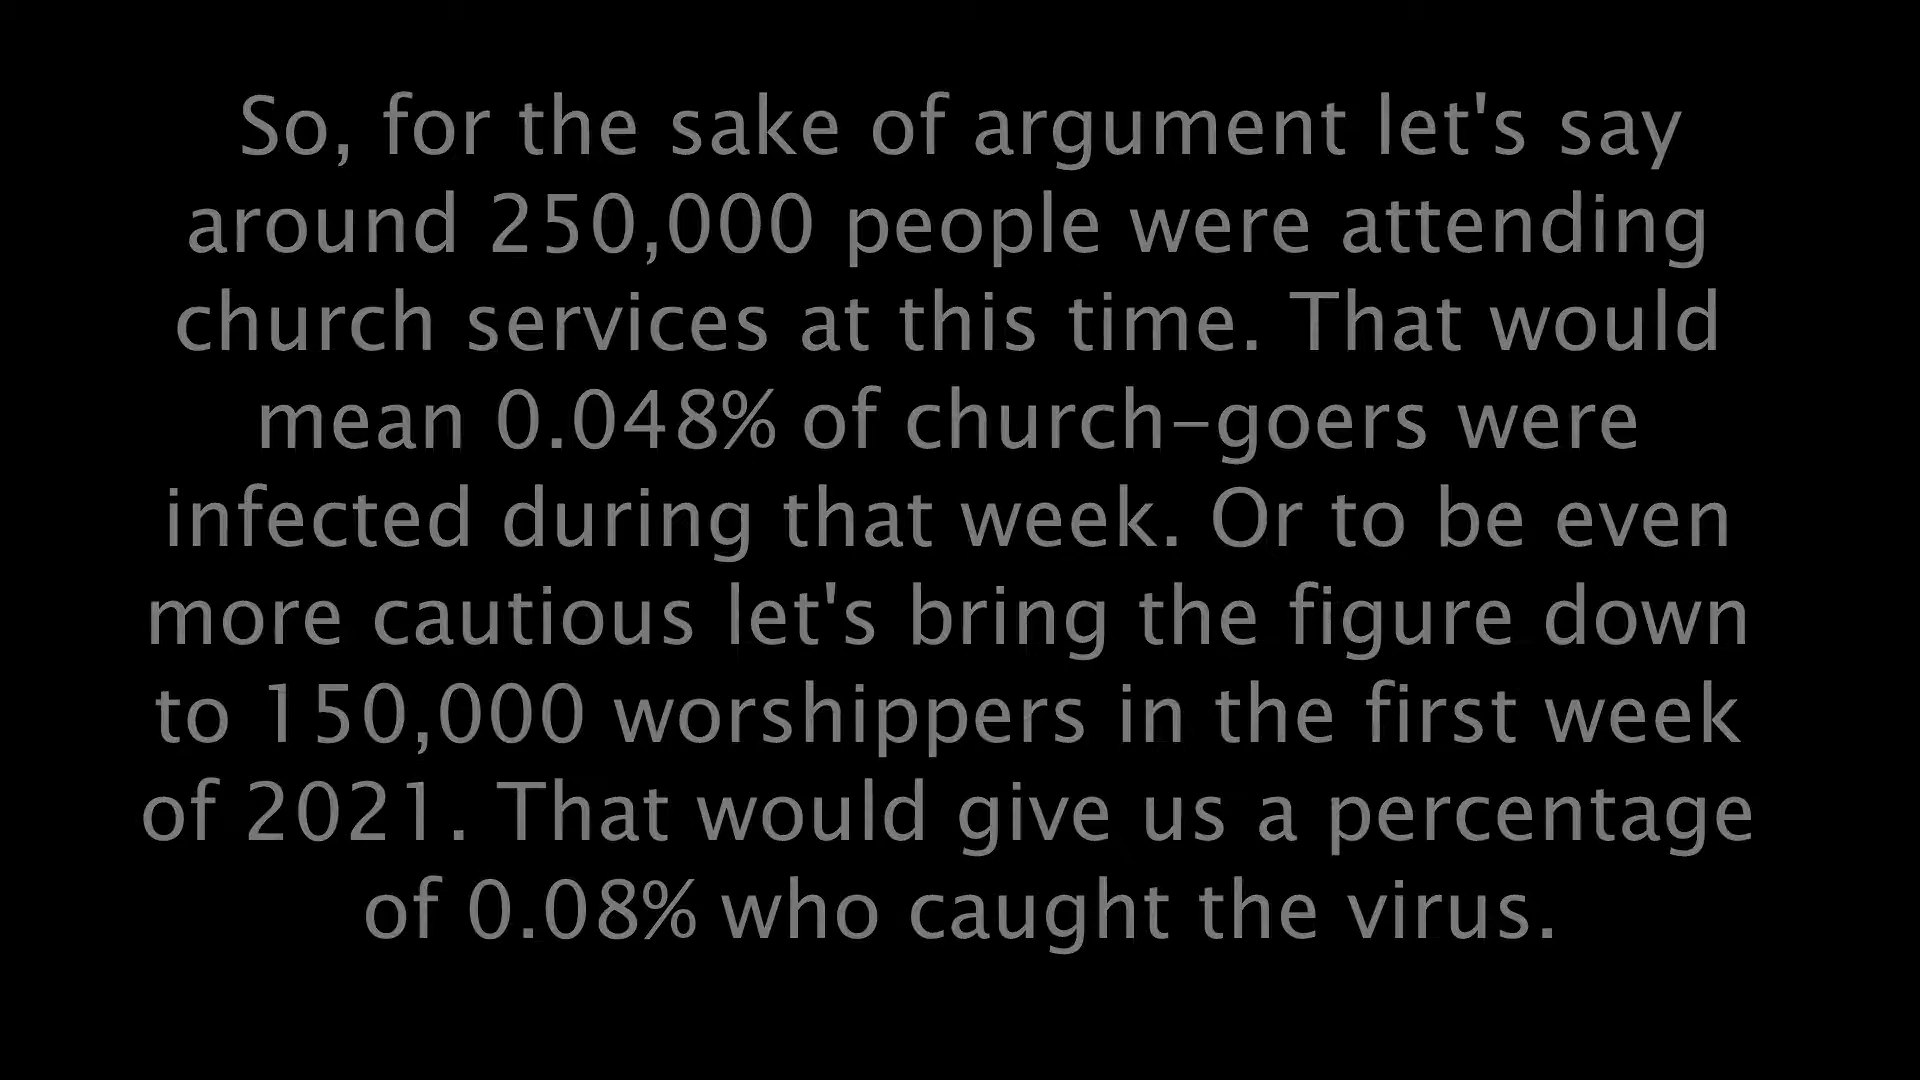 So, for the sake of argument let's say
around 250,000 people were attending
church services at this time. That would
mean 0.048% of church-goers were
infected during that week. Or to be even
more cautious let's bring the figure down
to 150,000 worshippers in the first week
of 2021. That would give us a percentage
of 0.08% who caught the virus.